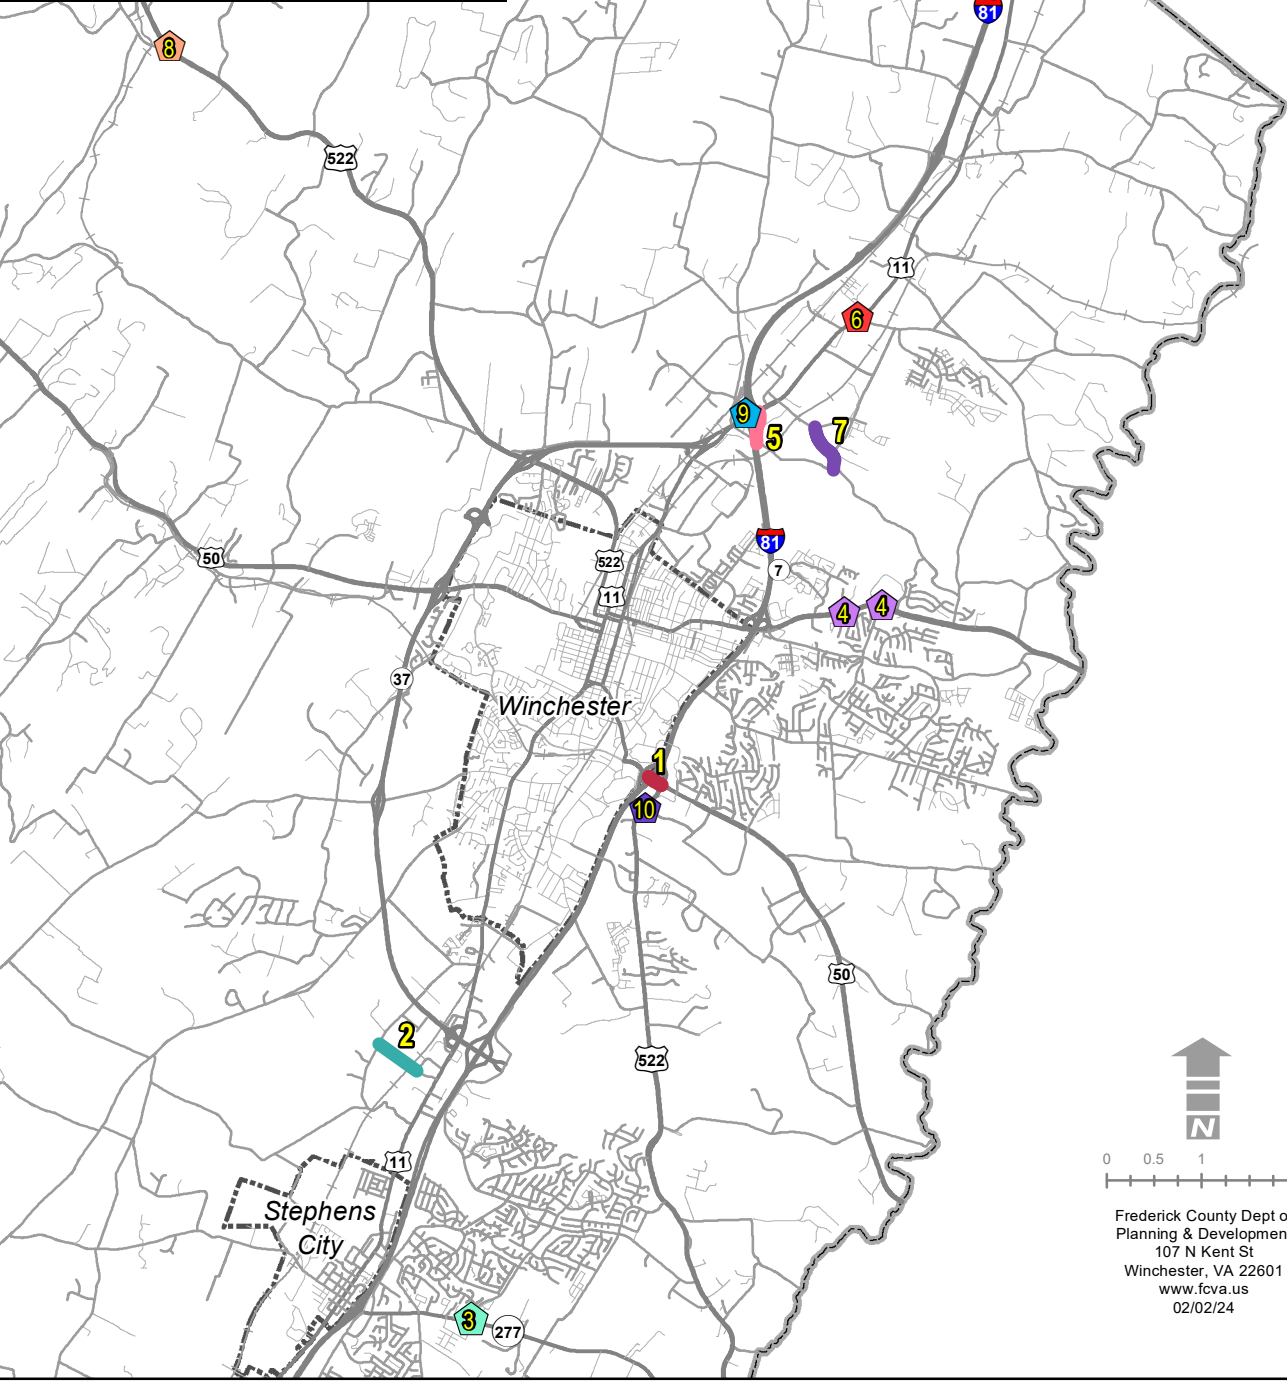 81
8
522
11
6
9
5
7
81
50
522
7
11
4
4
37
Winchester
1
10
50
2
522
N
11
0 0.5 1
Stephens
City
Frederick County Dept o
Planning & Developmen
107 N Kent St
Winchester, VA 22601
www.fcva.us
02/02/24
3
277